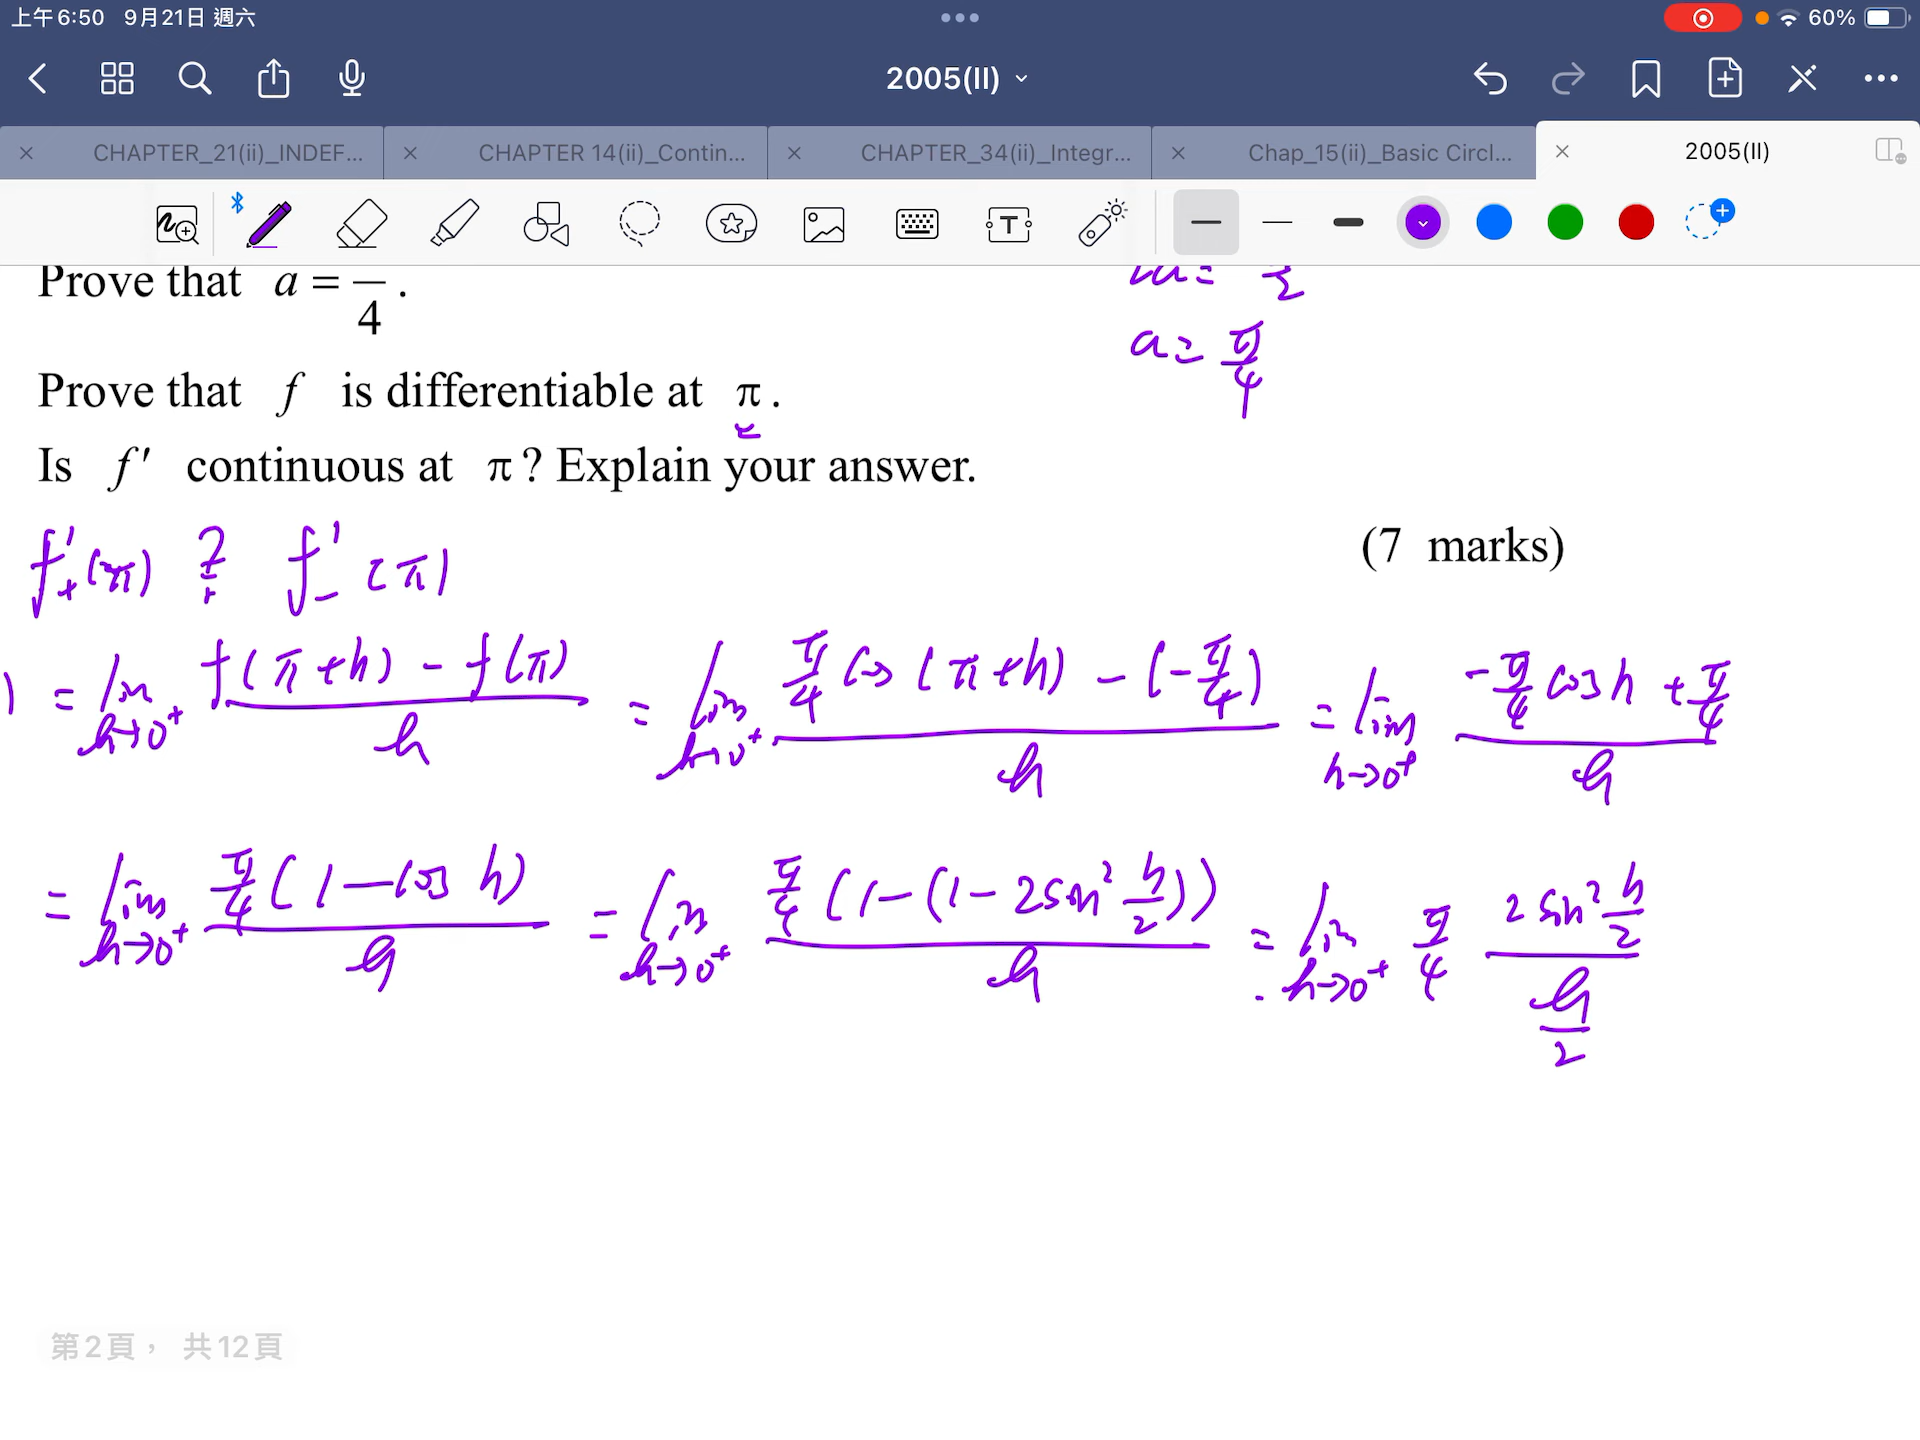 上午6:50 9月21日 週六
60%
2005(II)
CHAPTER_21(ii)_INDEF...
CHAPTER 14(ii)_Contin...
CHAPTER_34(ii)_Integr...
Chap_15(ii)_Basic Circl...
2005(II)
Prove that a = — / 4 .
2a = π/2
a = π/4
Prove that f is differentiable at π.
Is f′ continuous at π? Explain your answer.
(7 marks)
f′₊(π) ≟ f′₋(π)
) = lim h→0⁺ (f(π+h) - f(π))/h = lim h→0⁺ (π/4 cos(π+h) - (-π/4))/h = lim h→0⁺ (-π/4 cos h + π/4)/h
= lim h→0⁺ (π/4 (1 - cos h))/h = lim h→0⁺ (π/4 (1-(1-2sin² h/2)))/h = lim h→0⁺ π/4 (2 sin² h/2)/(h/2)
第2頁, 共12頁